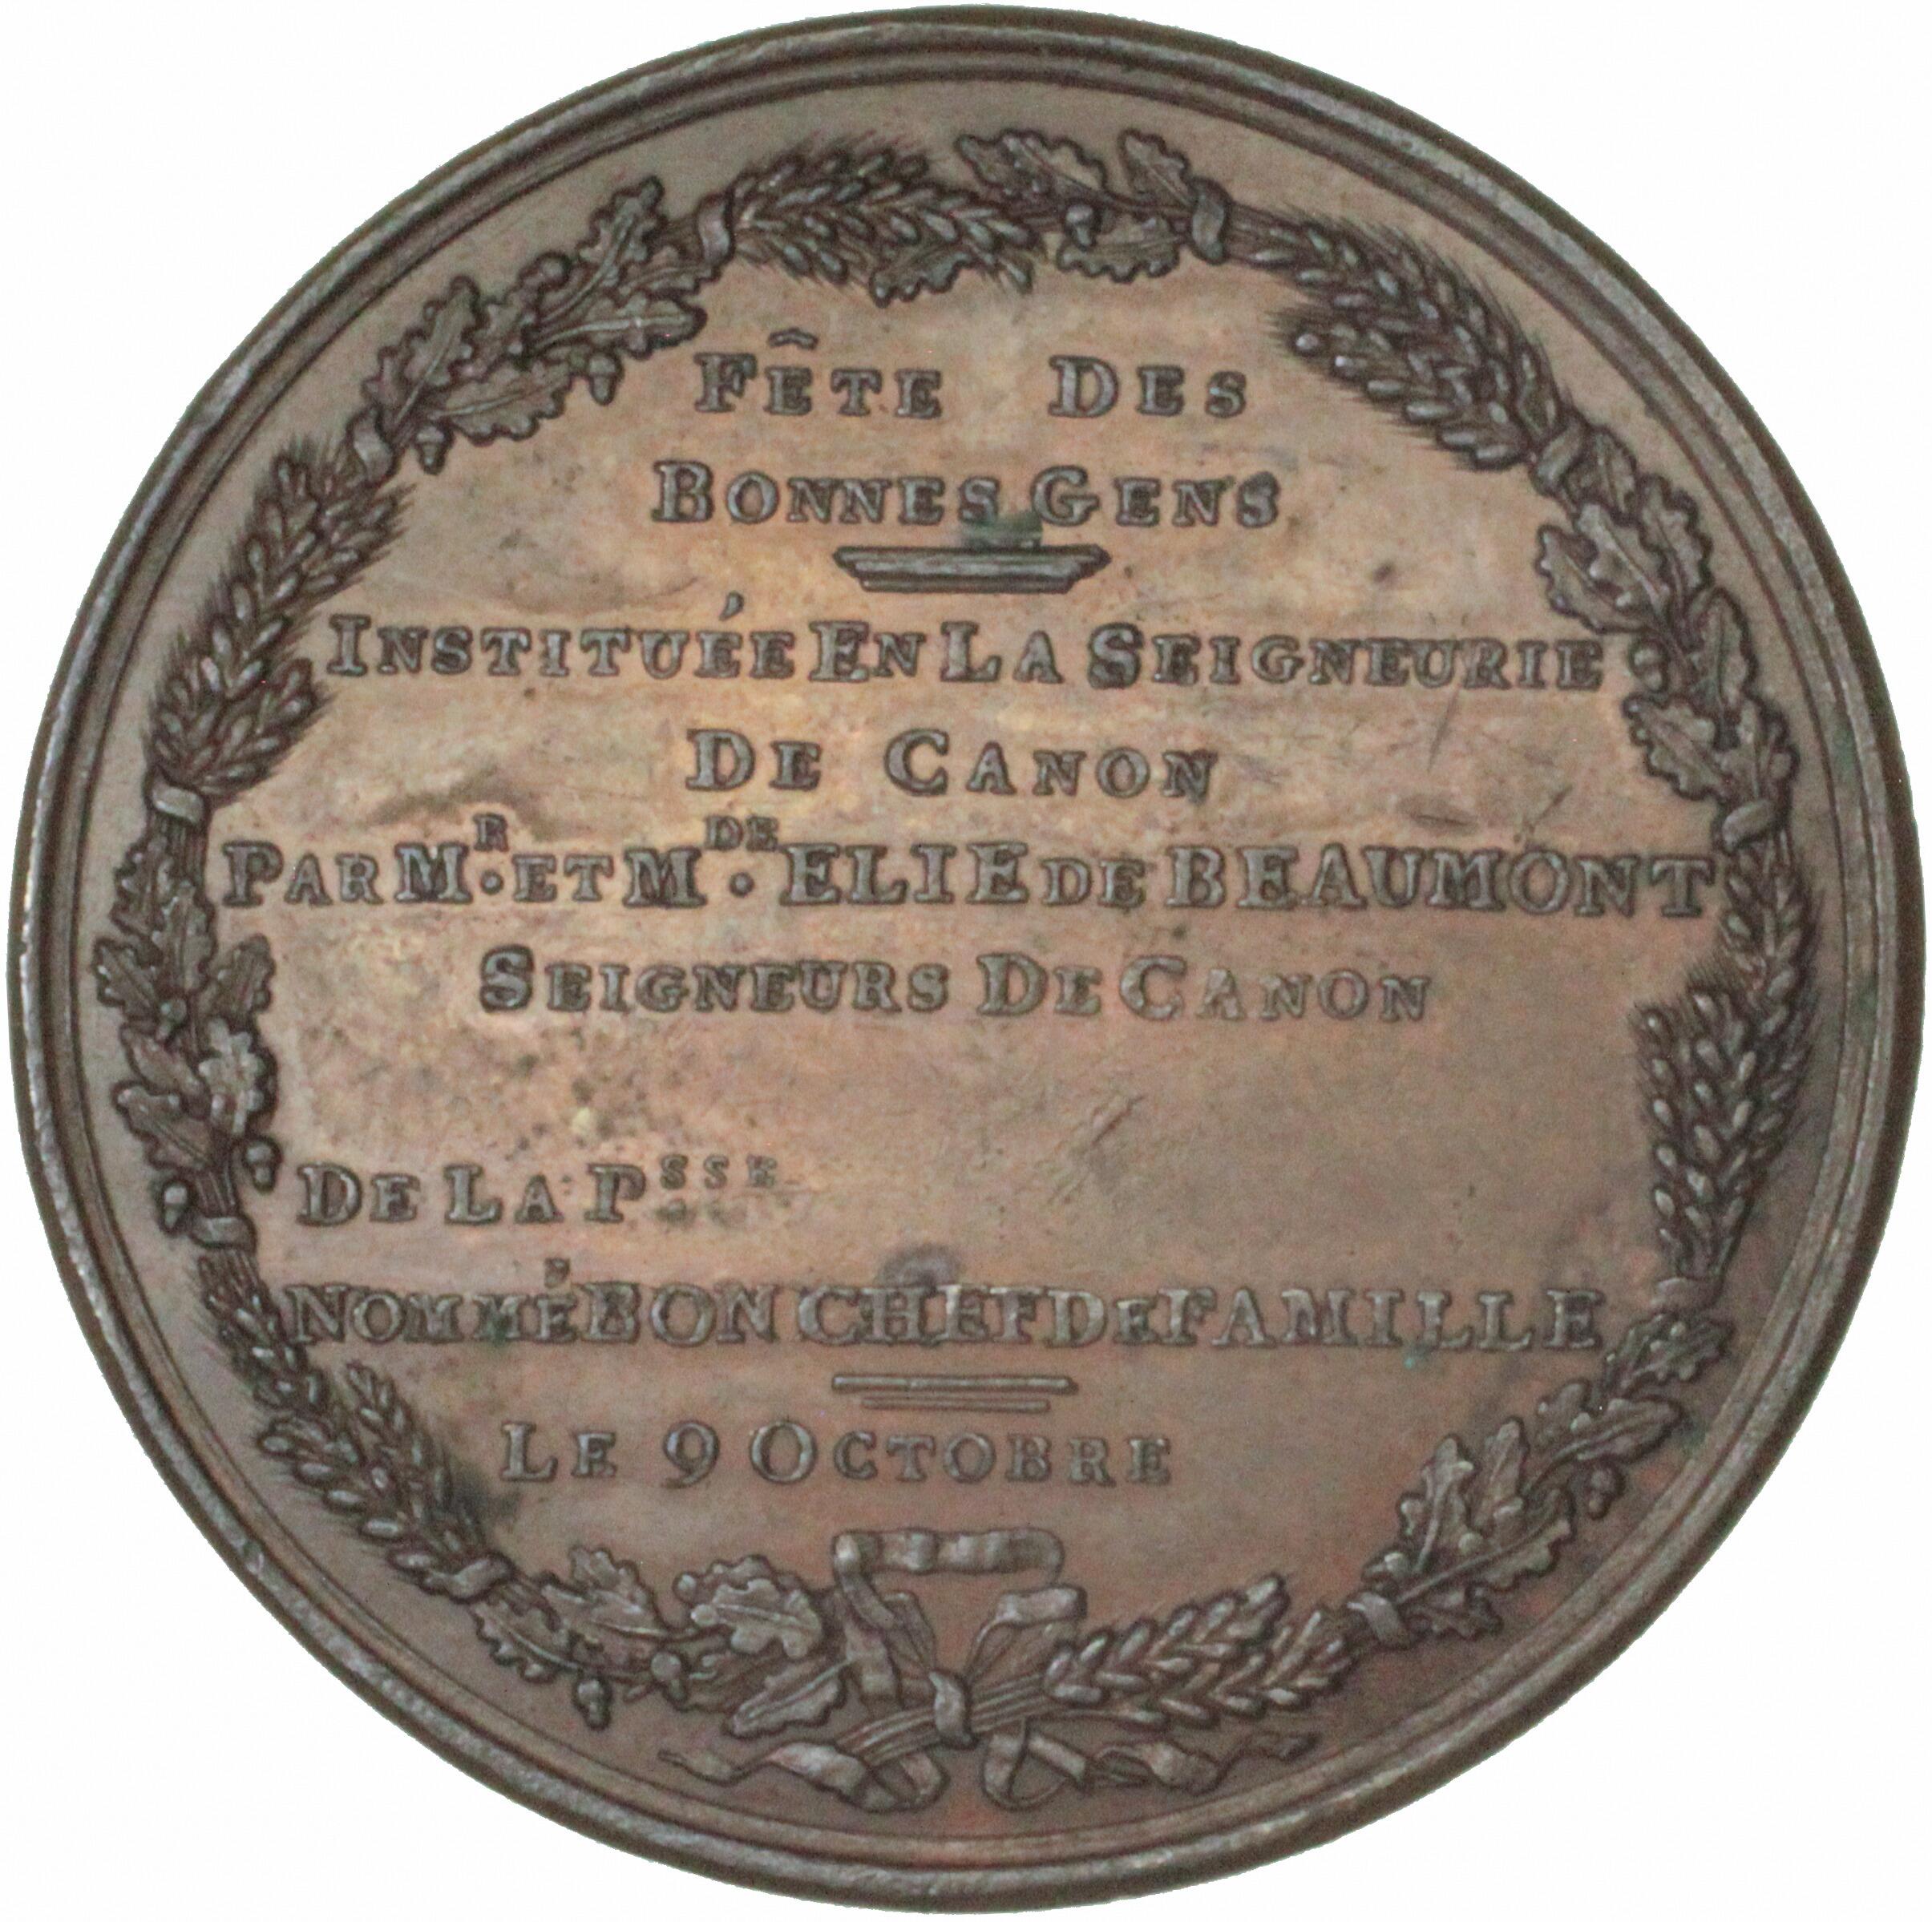 FÊTE DES
BONNES GENS
INSTITUÉE EN LA SEIGNEURIE
DE CANON
PAR MR. ET MDE. ELIE DE BEAUMONT
SEIGNEURS DE CANON
DE LA PSSE
NOMMÉ BON CHEF DE FAMILLE
LE 9 OCTOBRE